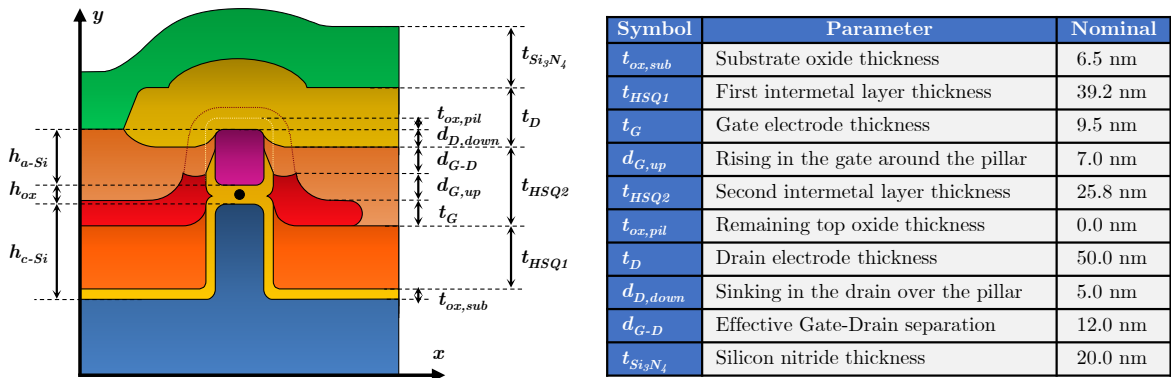 y
t_{Si_3N_4}
t_{ox,pil}
t_D
d_{D,down}
h_{a-Si}
d_{G-D}
h_{ox}
d_{G,up}
t_{HSQ2}
t_G
h_{c-Si}
t_{HSQ1}
t_{ox,sub}
x
Symbol Parameter Nominal
t_{ox,sub} Substrate oxide thickness 6.5 nm
t_{HSQ1} First intermetal layer thickness 39.2 nm
t_G Gate electrode thickness 9.5 nm
d_{G,up} Rising in the gate around the pillar 7.0 nm
t_{HSQ2} Second intermetal layer thickness 25.8 nm
t_{ox,pil} Remaining top oxide thickness 0.0 nm
t_D Drain electrode thickness 50.0 nm
d_{D,down} Sinking in the drain over the pillar 5.0 nm
d_{G-D} Effective Gate-Drain separation 12.0 nm
t_{Si_3N_4} Silicon nitride thickness 20.0 nm